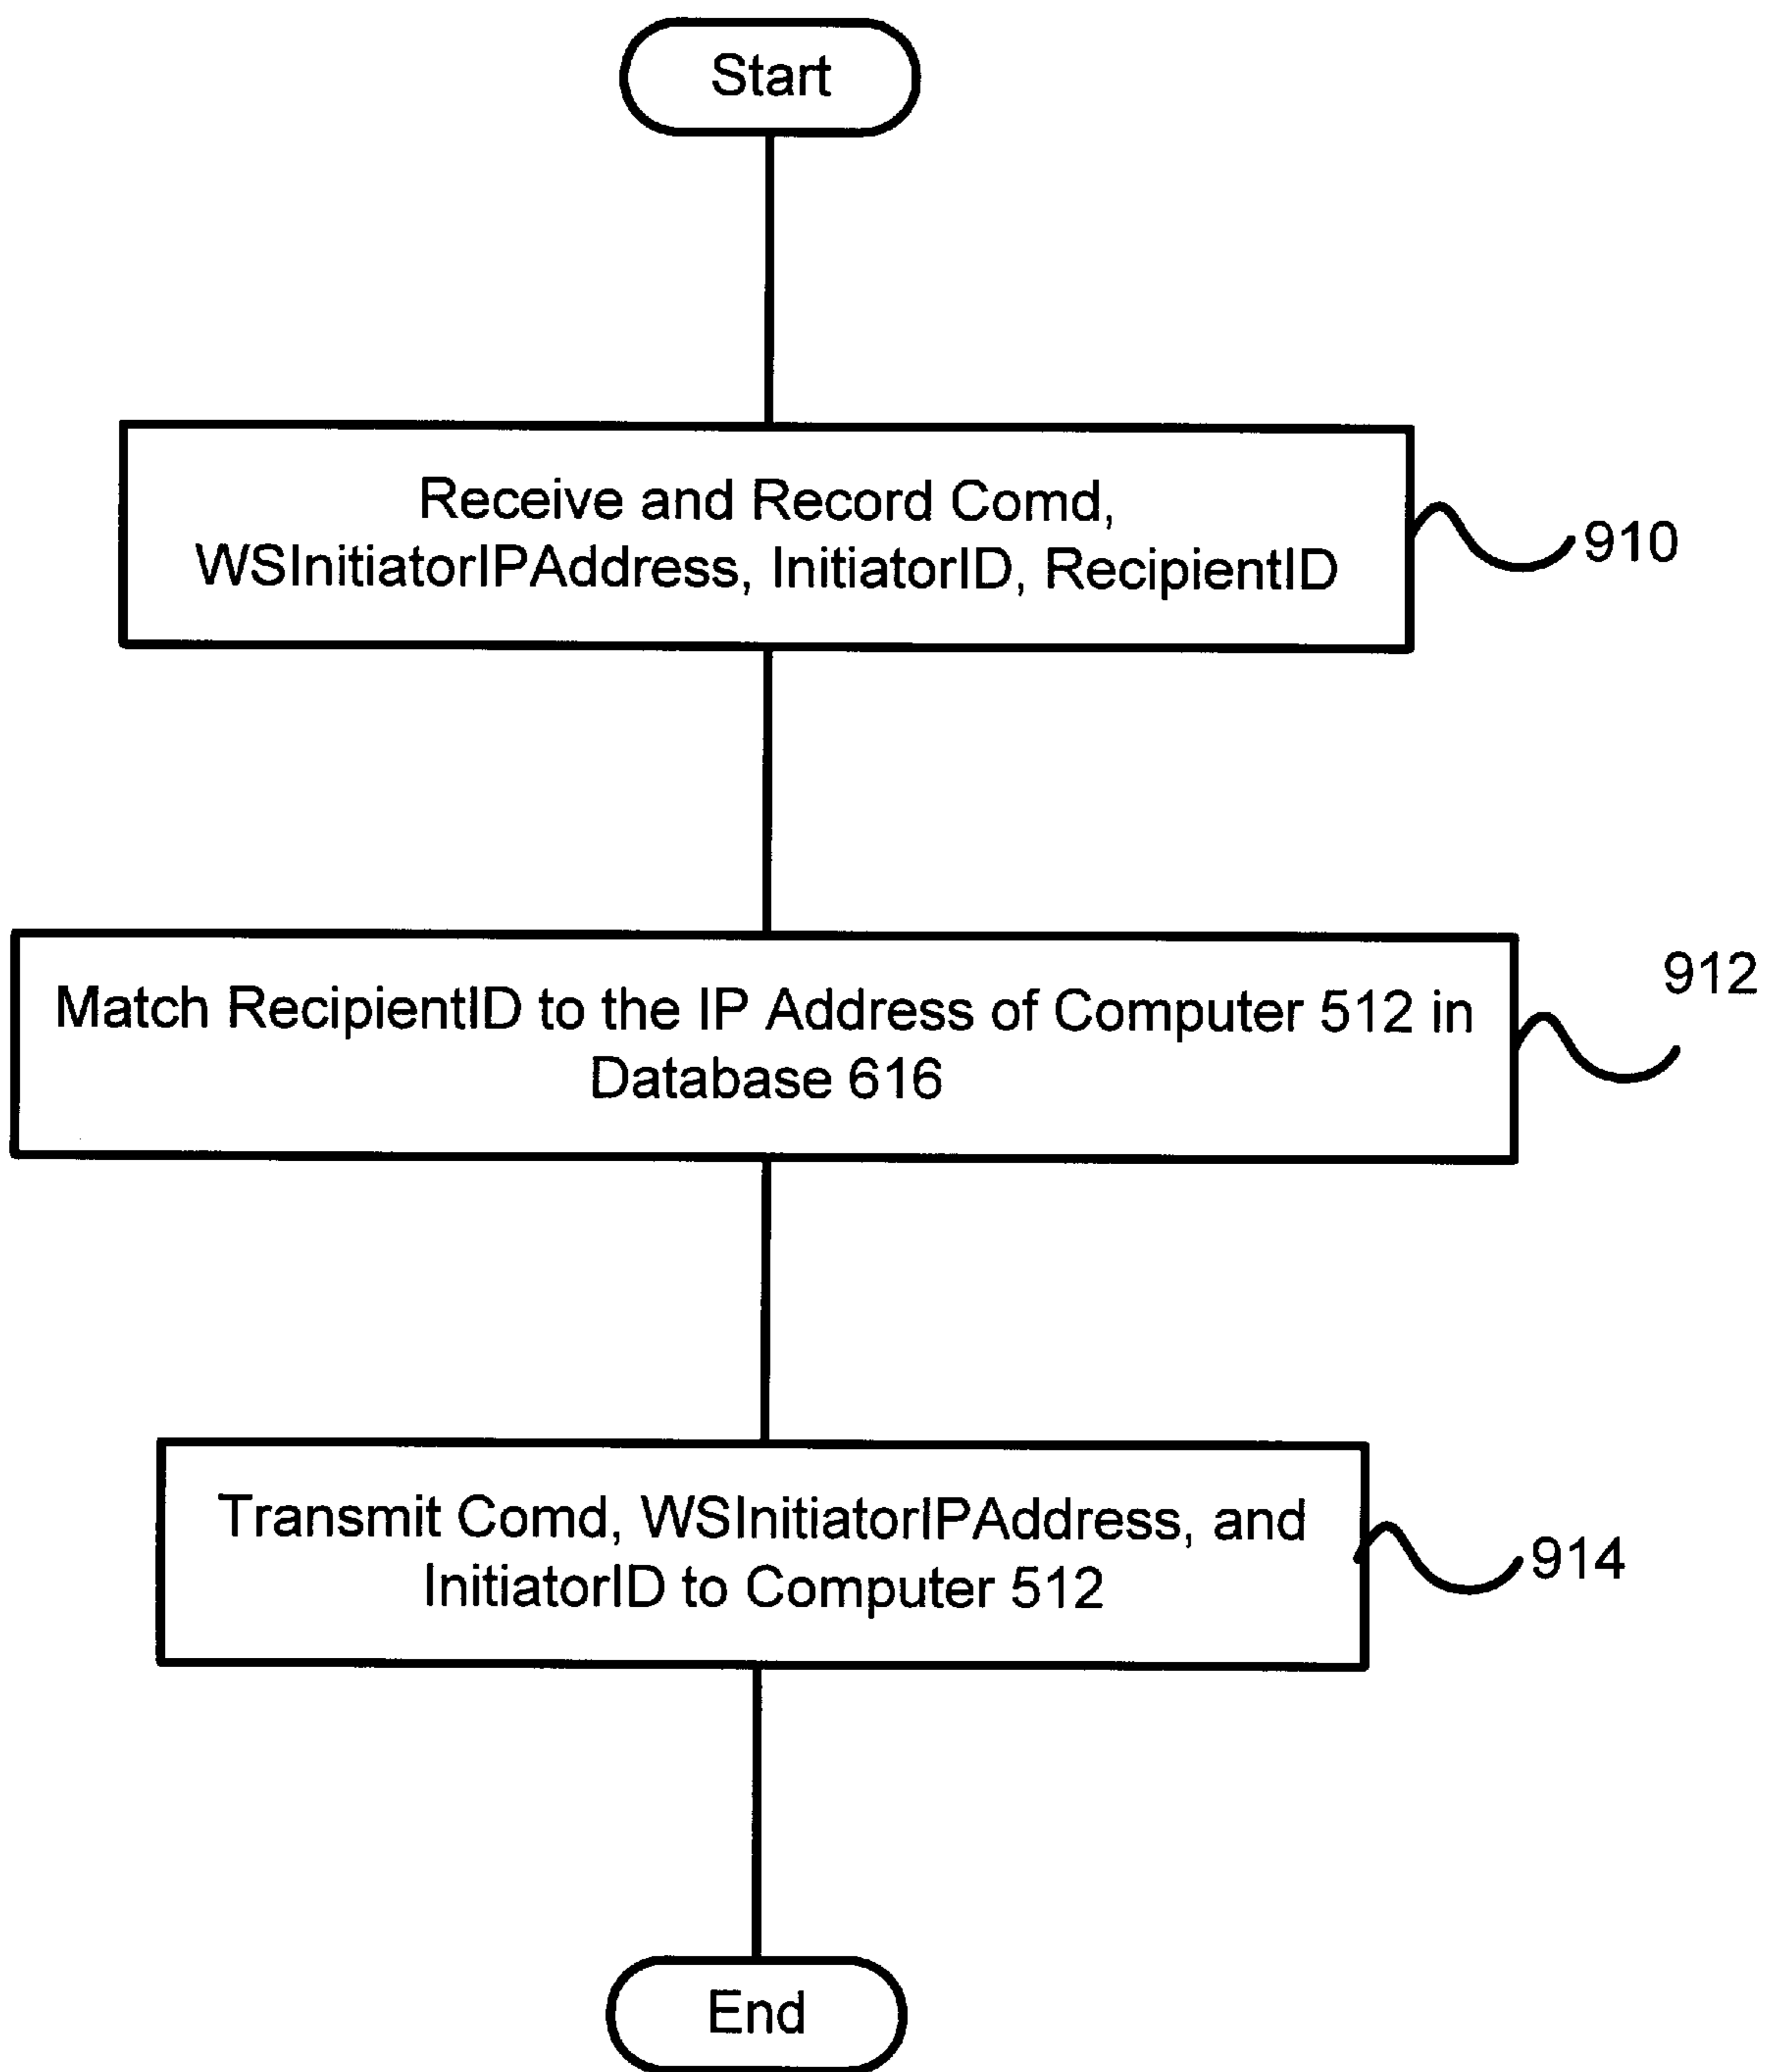 Start
Receive and Record Comd,
WSInitiatorIPAddress, InitiatorID, RecipientID
910
Match RecipientID to the IP Address of Computer 512 in
Database 616
912
Transmit Comd, WSInitiatorIPAddress, and
InitiatorID to Computer 512
914
End